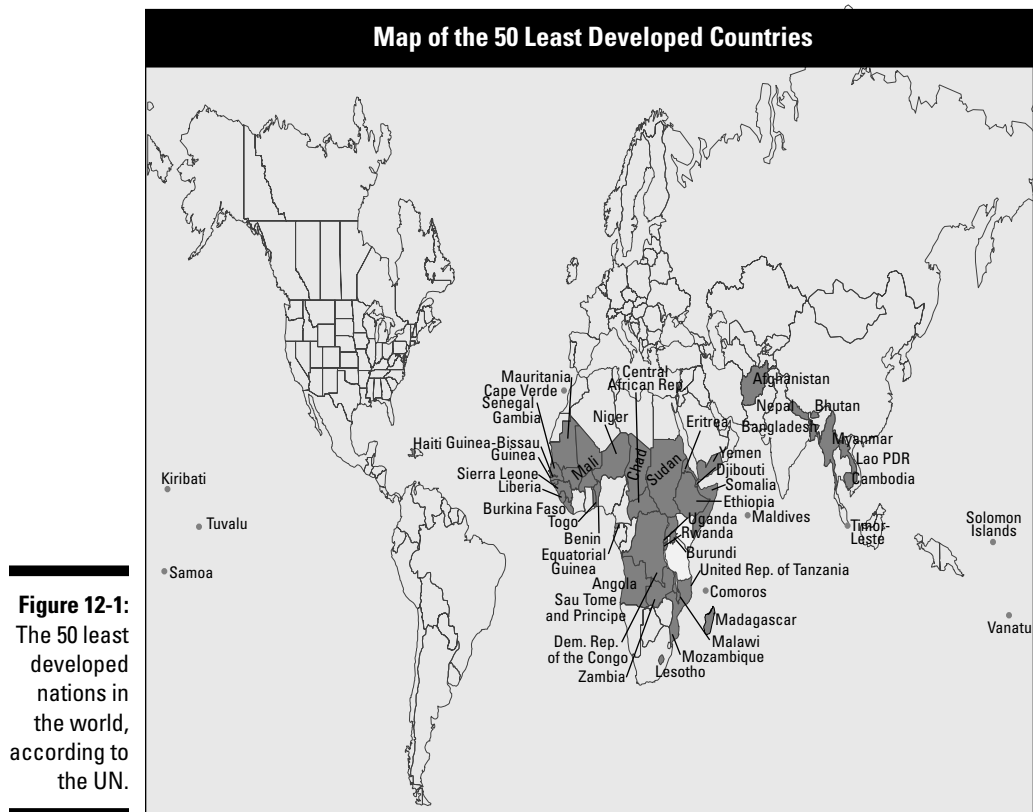 Map of the 50 Least Developed Countries
Mauritania
Cape Verde
Senegal
Gambia
Haiti Guinea-Bissau
Guinea
Sierra Leone
Liberia
Burkina Faso
Togo
Benin
Equatorial
Guinea
Central
African Rep
Niger
Mali
Chad
Sudan
Eritrea
Yemen
Djibouti
Somalia
Ethiopia
Uganda
Rwanda
Burundi
United Rep. of Tanzania
Maldives
Comoros
Madagascar
Malawi
Mozambique
Lesotho
Angola
Sau Tome
and Principe
Dem. Rep.
of the Congo
Zambia
Afghanistan
Nepal
Bhutan
Bangladesh
Myanmar
Lao PDR
Cambodia
Timor-
Leste
Solomon
Islands
Vanatu
Kiribati
Tuvalu
Samoa
Figure 12-1:
The 50 least
developed
nations in
the world,
according to
the UN.